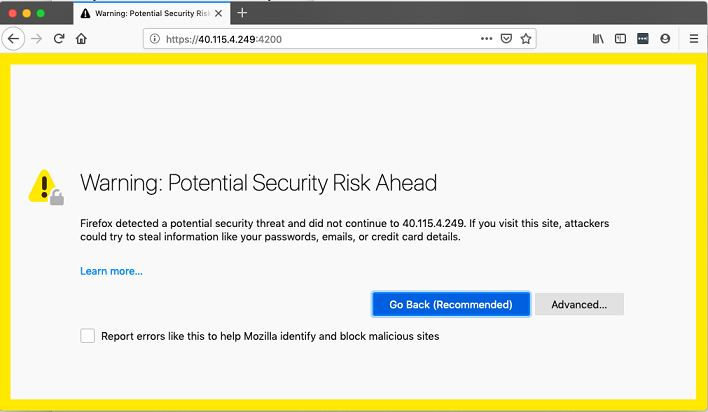 Warning: Potential Security Risk
https://40.115.4.249:4200
Warning: Potential Security Risk Ahead
Firefox detected a potential security threat and did not continue to 40.115.4.249. If you visit this site, attackers
could try to steal information like your passwords, emails, or credit card details.
Learn more...
Go Back (Recommended) Advanced...
Report errors like this to help Mozilla identify and block malicious sites